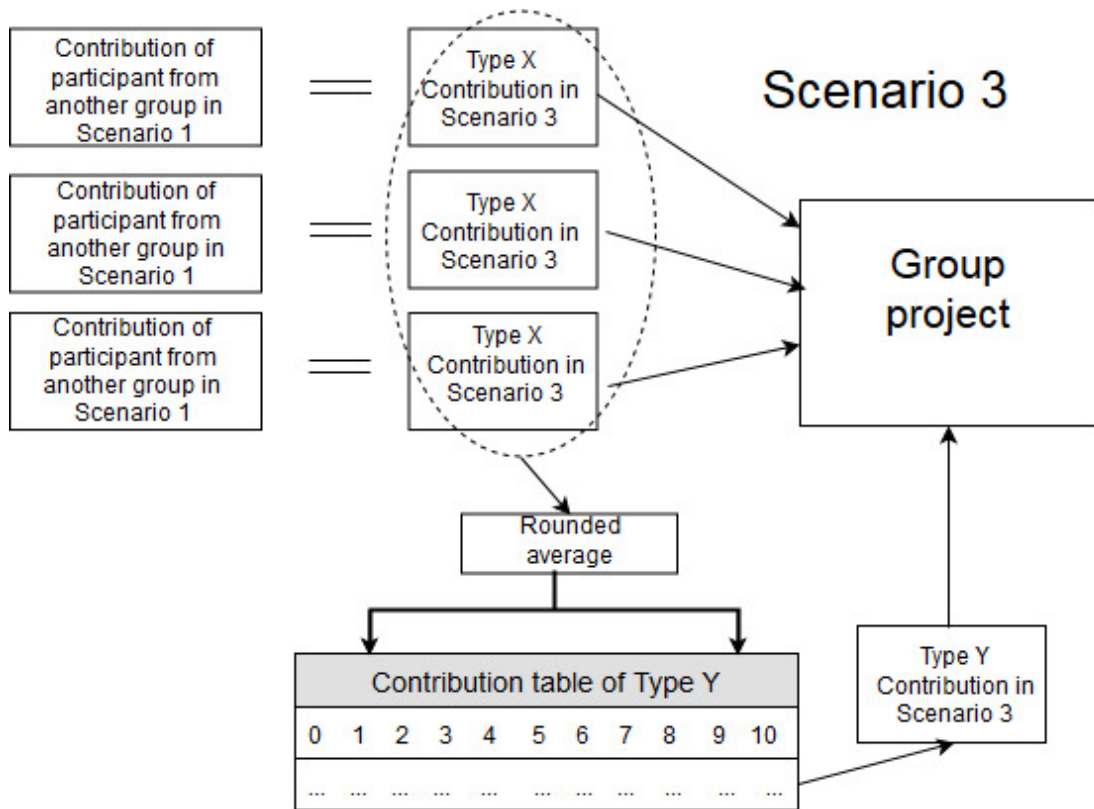 Contribution of
participant from
another group in
Scenario 1
Type X
Contribution in
Scenario 3
Scenario 3
Contribution of
participant from
another group in
Scenario 1
Type X
Contribution in
Scenario 3
Group
project
Contribution of
participant from
another group in
Scenario 1
Type X
Contribution in
Scenario 3
Rounded
average
Contribution table of Type Y
0 1 2 3 4 5 6 7 8 9 10
... ... ... ... ... ... ... ... ... ... ...
Type Y
Contribution in
Scenario 3